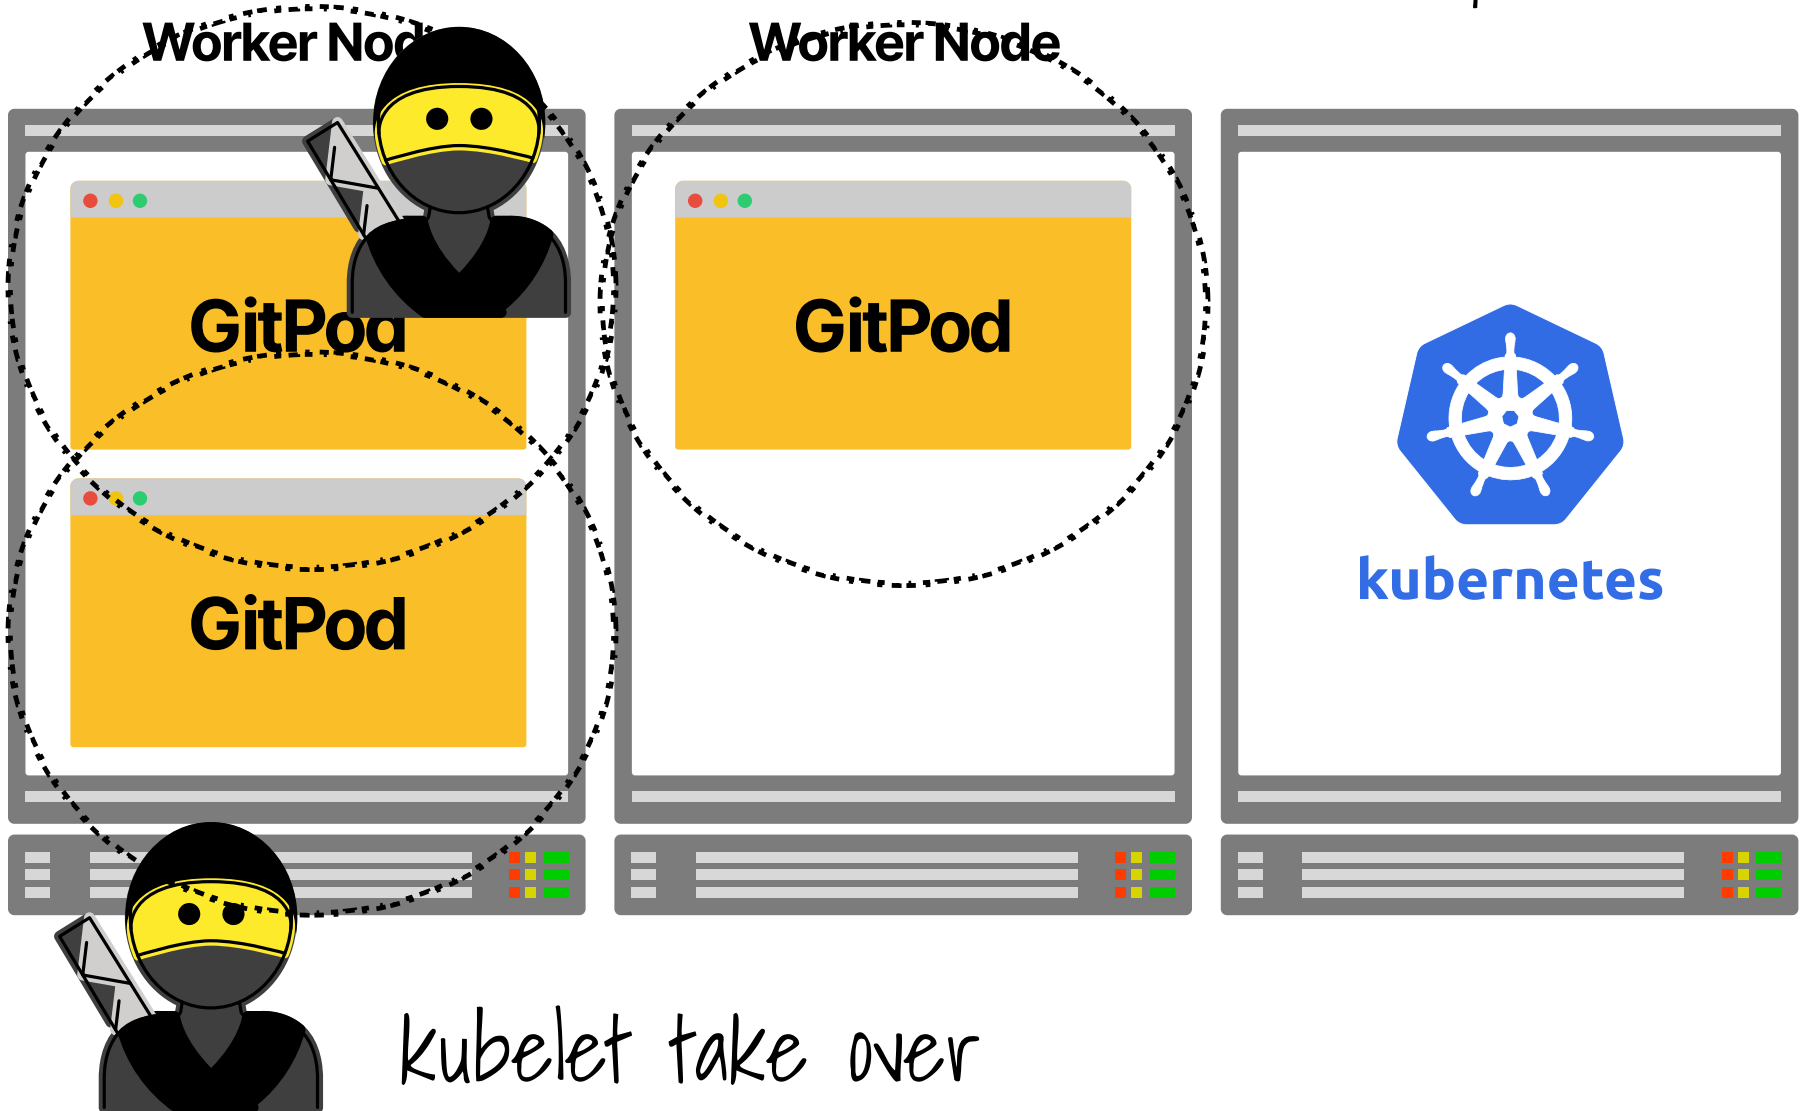 Worker Node
Worker Node
GitPod
GitPod
GitPod
kubernetes
kubelet take over